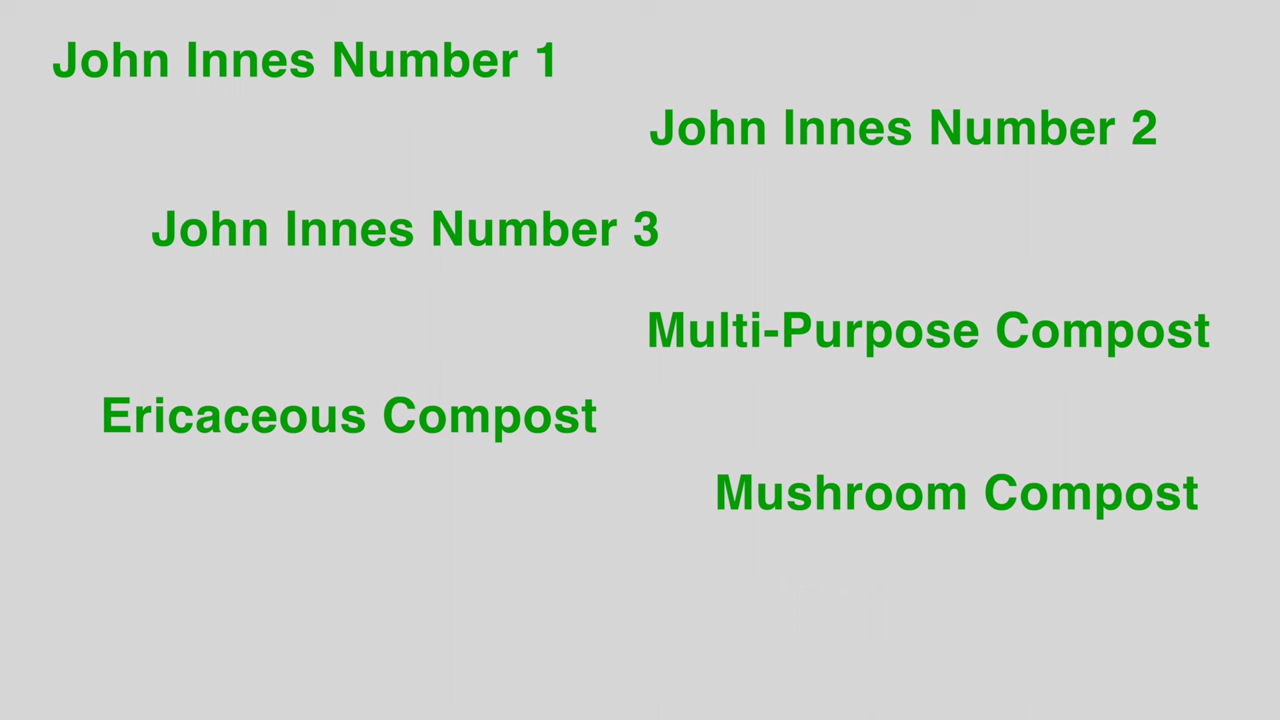 John Innes Number 1
John Innes Number 2
John Innes Number 3
Multi-Purpose Compost
Ericaceous Compost
Mushroom Compost